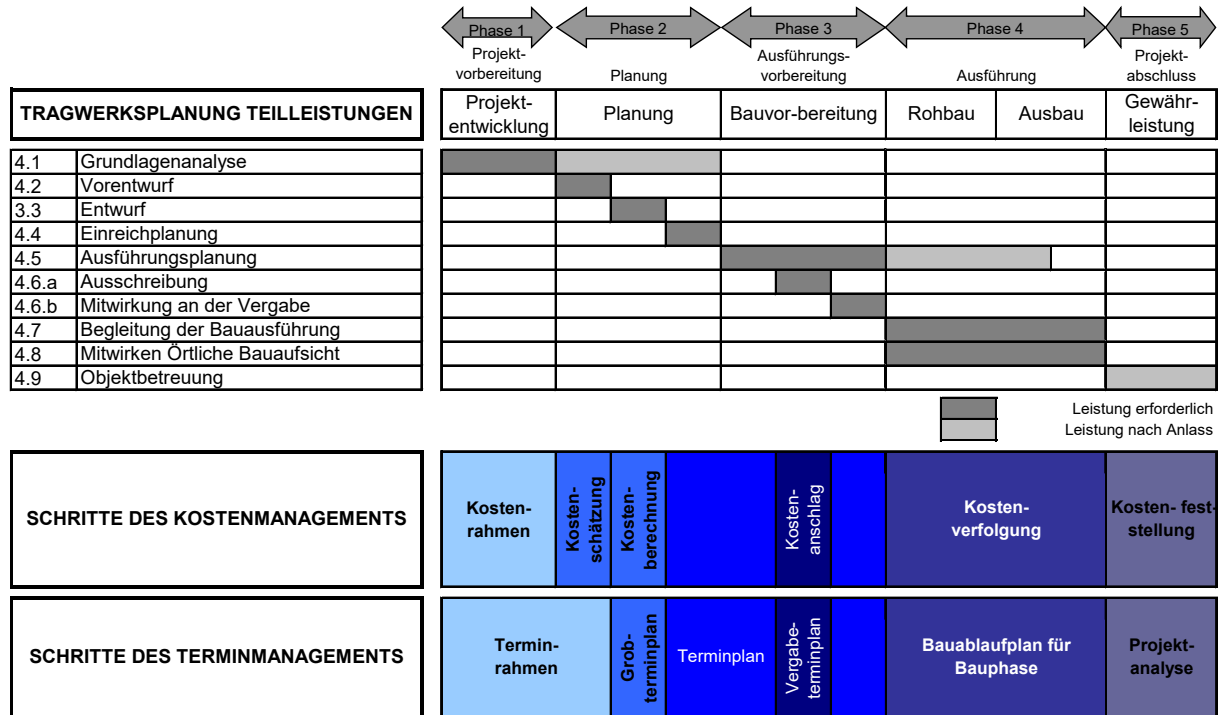 Phase 1 Phase 2 Phase 3 Phase 4 Phase 5
Projekt-
vorbereitung
Planung
Ausführungs-
vorbereitung
Ausführung
Projekt-
abschluss
TRAGWERKSPLANUNG TEILLEISTUNGEN
Projekt-
entwicklung
Planung
Bauvor-bereitung
Rohbau
Ausbau
Gewähr-
leistung
4.1 Grundlagenanalyse
4.2 Vorentwurf
3.3 Entwurf
4.4 Einreichplanung
4.5 Ausführungsplanung
4.6.a Ausschreibung
4.6.b Mitwirkung an der Vergabe
4.7 Begleitung der Bauausführung
4.8 Mitwirken Örtliche Bauaufsicht
4.9 Objektbetreuung
Leistung erforderlich
Leistung nach Anlass
SCHRITTE DES KOSTENMANAGEMENTS
Kosten-
rahmen
Kosten-
schätzung
Kosten-
berechnung
Kosten-
anschlag
Kosten-
verfolgung
Kosten- fest-
stellung
SCHRITTE DES TERMINMANAGEMENTS
Termin-
rahmen
Grob-
terminplan
Terminplan
Vergabe-
terminplan
Bauablaufplan für
Bauphase
Projekt-
analyse